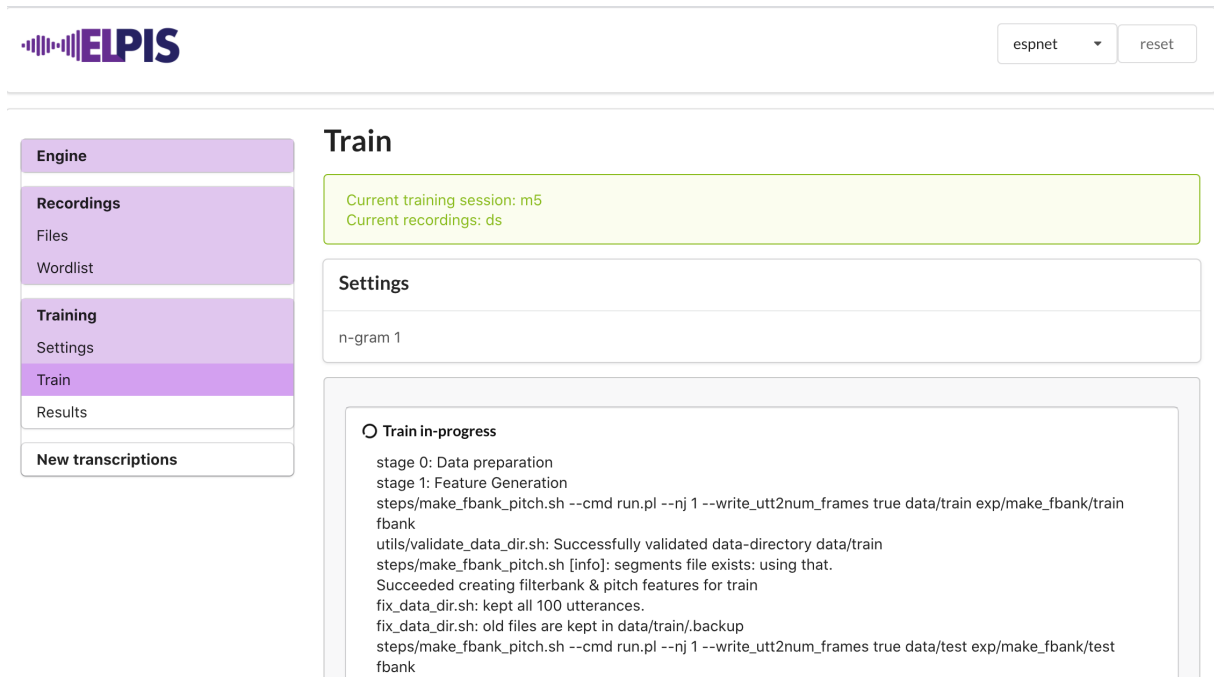 ELPIS
espnet
reset
Engine
Recordings
Files
Wordlist
Training
Settings
Train
Results
New transcriptions
Train
Current training session: m5
Current recordings: ds
Settings
n-gram 1
Train in-progress
stage 0: Data preparation
stage 1: Feature Generation
steps/make_fbank_pitch.sh --cmd run.pl --nj 1 --write_utt2num_frames true data/train exp/make_fbank/train
fbank
utils/validate_data_dir.sh: Successfully validated data-directory data/train
steps/make_fbank_pitch.sh [info]: segments file exists: using that.
Succeeded creating filterbank & pitch features for train
fix_data_dir.sh: kept all 100 utterances.
fix_data_dir.sh: old files are kept in data/train/.backup
steps/make_fbank_pitch.sh --cmd run.pl --nj 1 --write_utt2num_frames true data/test exp/make_fbank/test
fbank